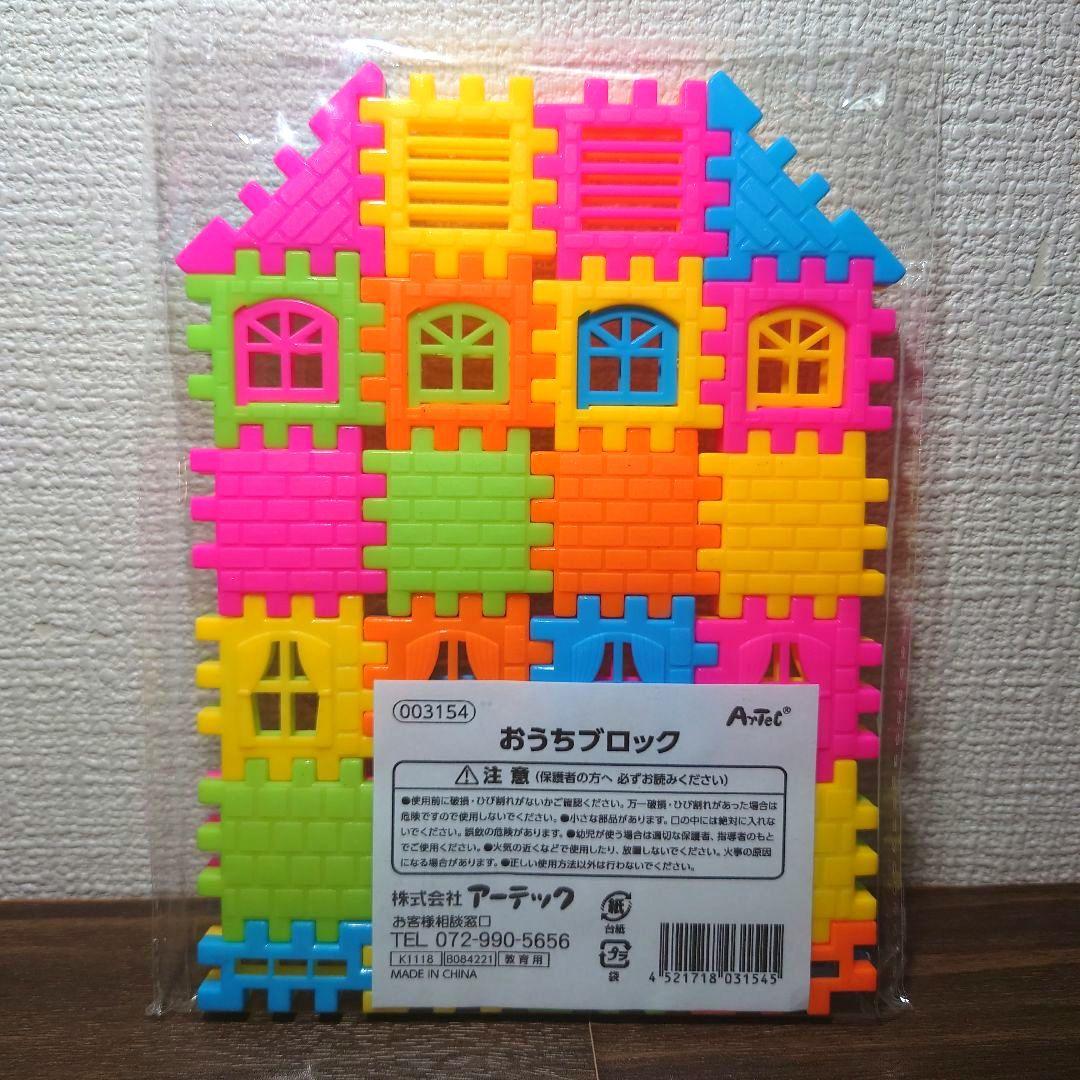 003154
ArTeC®
おうちブロック
⚠注意(保護者の方へ 必ずお読みください)
●使用前に破損・ひび割れがないかご確認ください。万一破損・ひび割れがあった場合は
危険ですので使用しないでください。●小さな部品があります。口の中には絶対に入れな
いでください。誤飲の危険があります。●幼児が使う場合は適切な保護者、指導者のもと
でご使用ください。●火気の近くなどで使用したり、放置しないでください。火事の原因
になる場合があります。●正しい使用方法以外は行わないでください。
株式会社 アーテック
お客様相談窓口
TEL 072-990-5656
K1118 B084221 教育用
MADE IN CHINA
紙
台紙
プラ
袋
4 521718 031545